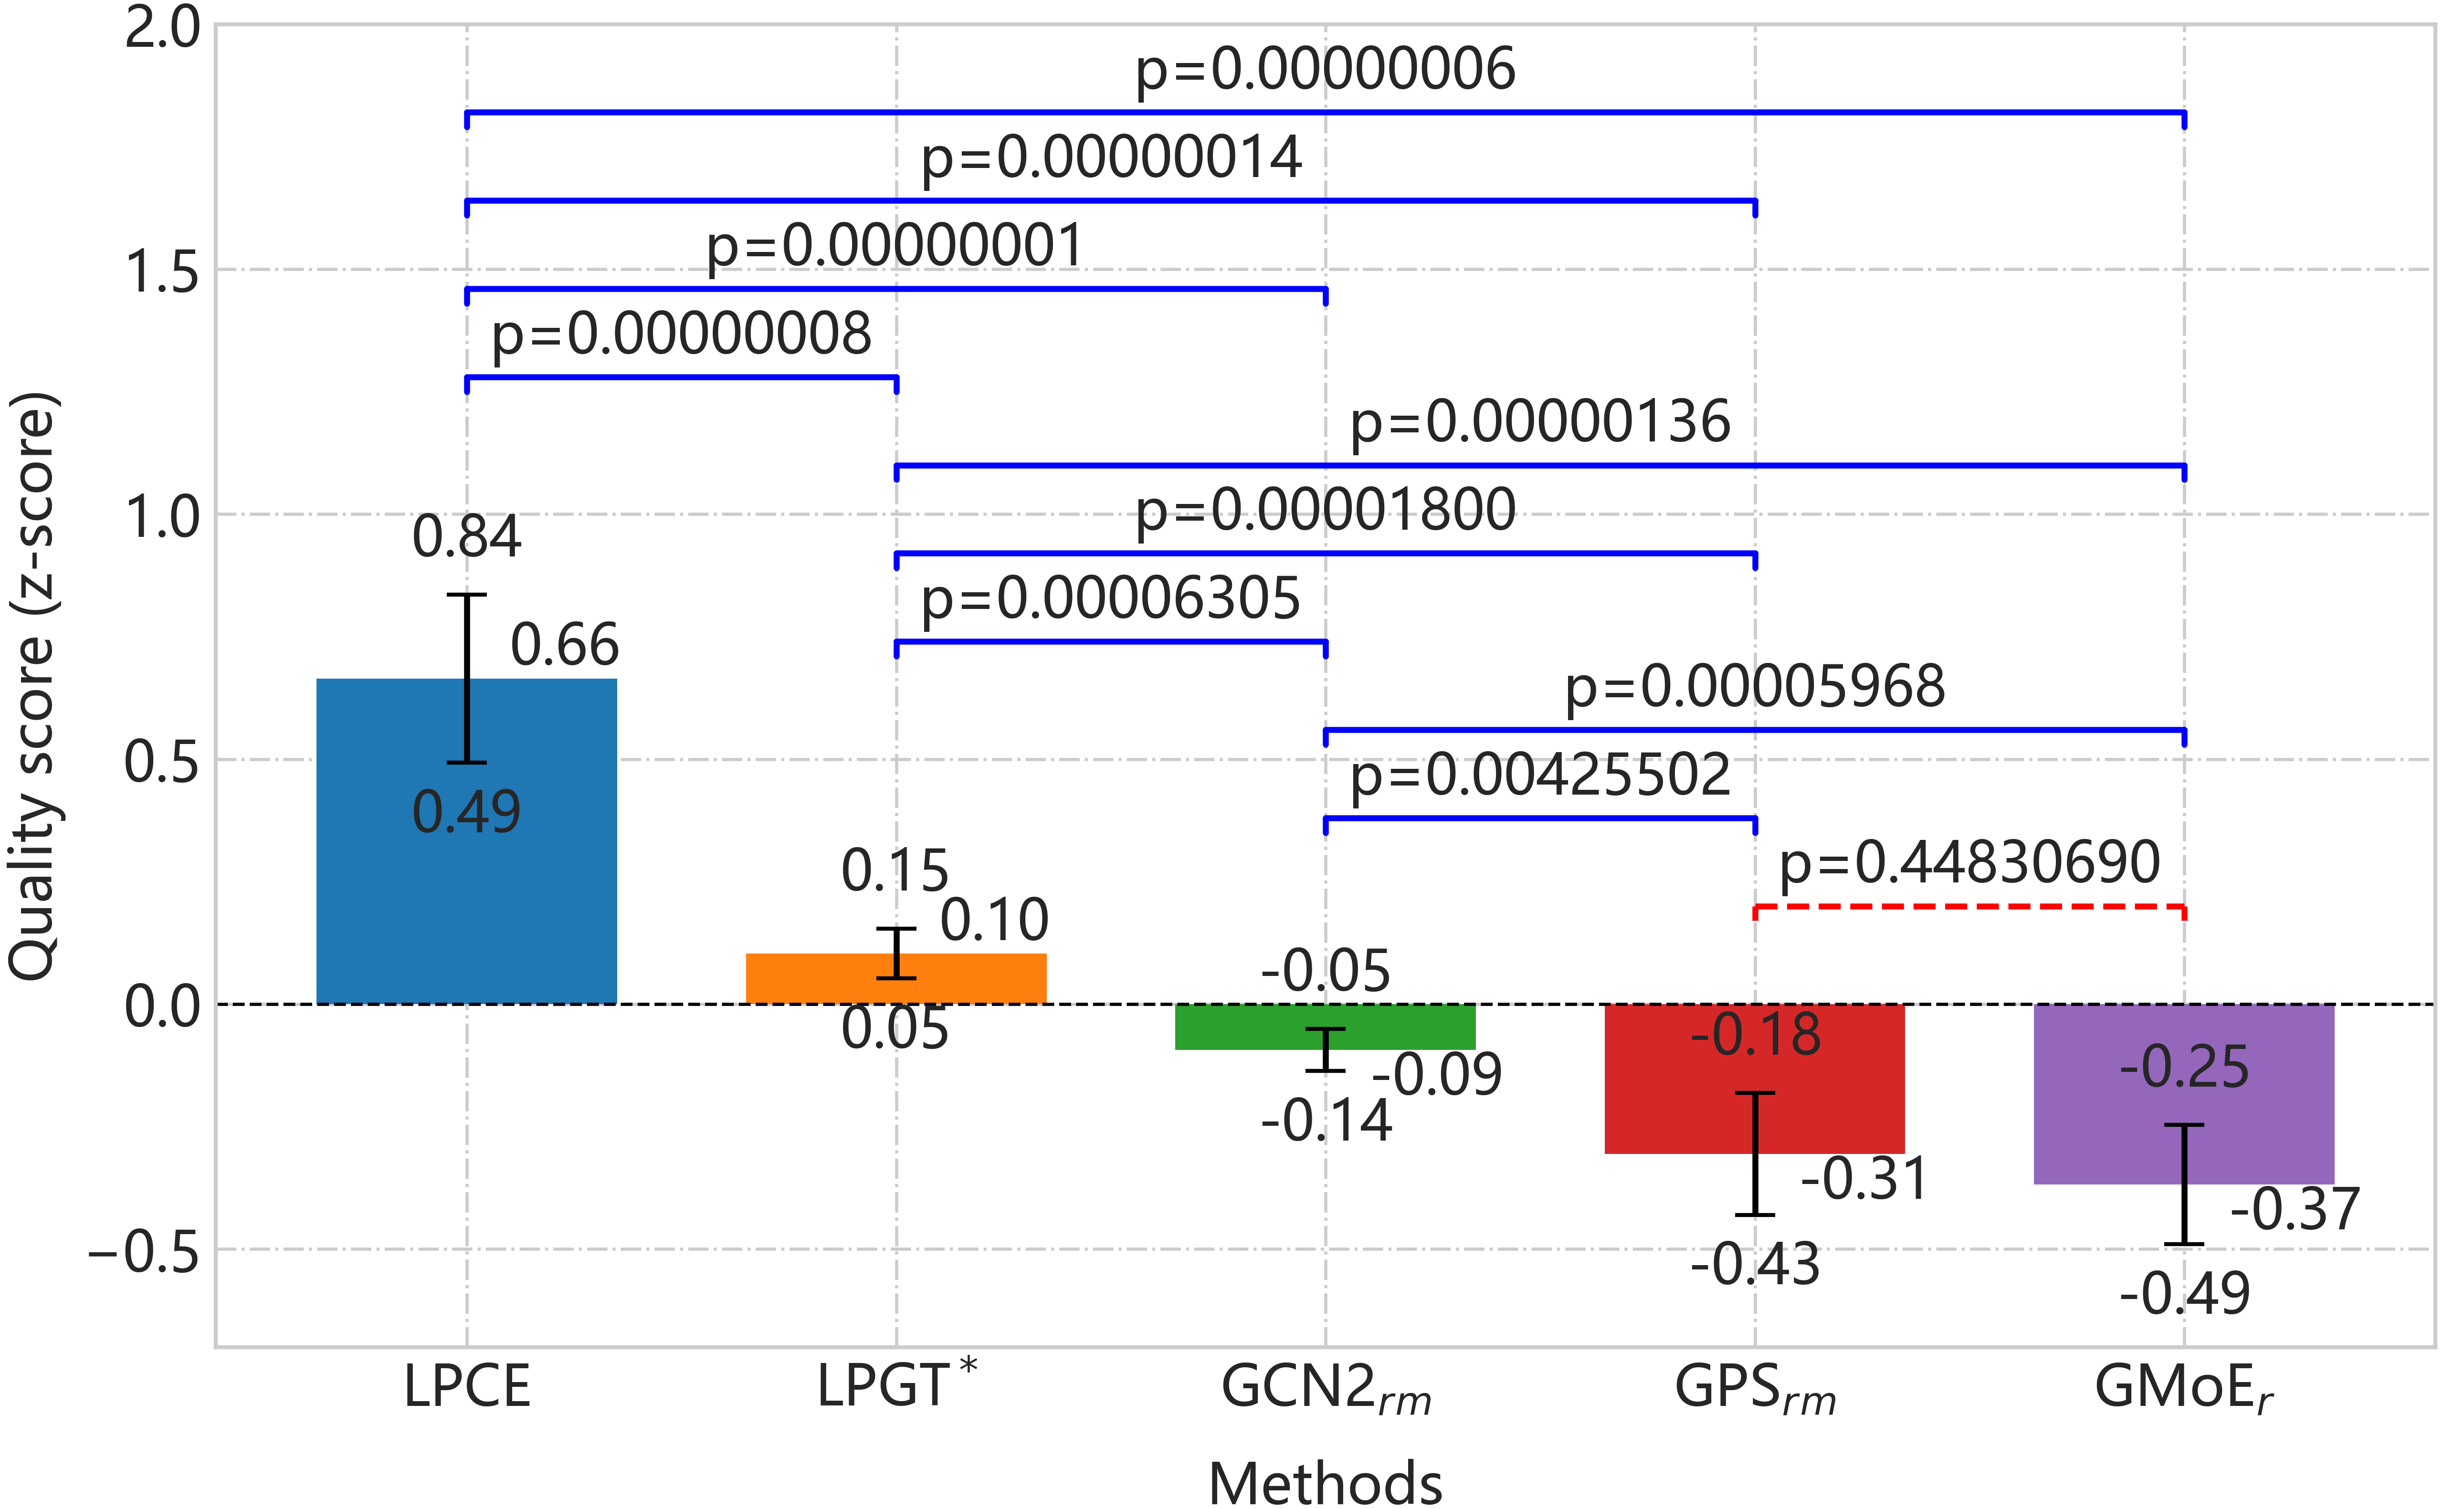 2.0
p=0.00000006
p=0.00000014
p=0.00000001
1.5
p=0.00000008
p=0.00000136
p=0.00001800
1.0
0.84
p=0.00006305
0.66
p=0.00005968
0.5
p=0.00425502
0.49
p=0.44830690
0.15
0.10
-0.05
0.0
0.05
-0.18
-0.25
-0.09
-0.14
-0.31
-0.37
−0.5
-0.43
-0.49
Quality score (z-score)
LPCE LPGT* GCN2rm GPSrm GMoEr
Methods